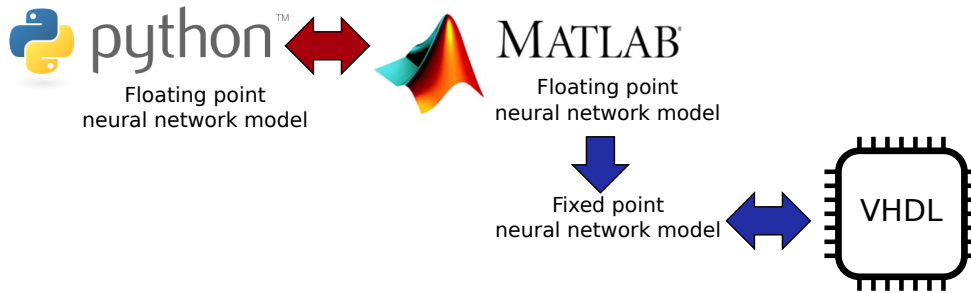 python™
Floating point
neural network model
MATLAB®
Floating point
neural network model
Fixed point
neural network model
VHDL